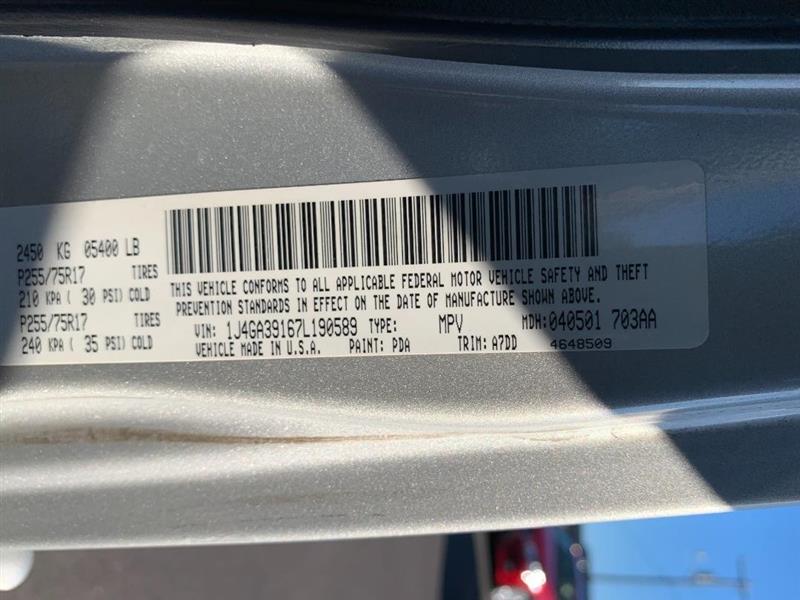 2450 KG 05400 LB
P255/75R17 TIRES
210 KPA ( 30 PSI) COLD
P255/75R17 TIRES
240 KPA ( 35 PSI) COLD
THIS VEHICLE CONFORMS TO ALL APPLICABLE FEDERAL MOTOR VEHICLE SAFETY AND THEFT
PREVENTION STANDARDS IN EFFECT ON THE DATE OF MANUFACTURE SHOWN ABOVE.
VIN: 1J4GA39167L190589 TYPE: MPV MDH:040501 703AA
VEHICLE MADE IN U.S.A. PAINT: PDA TRIM: A7DD 4648509